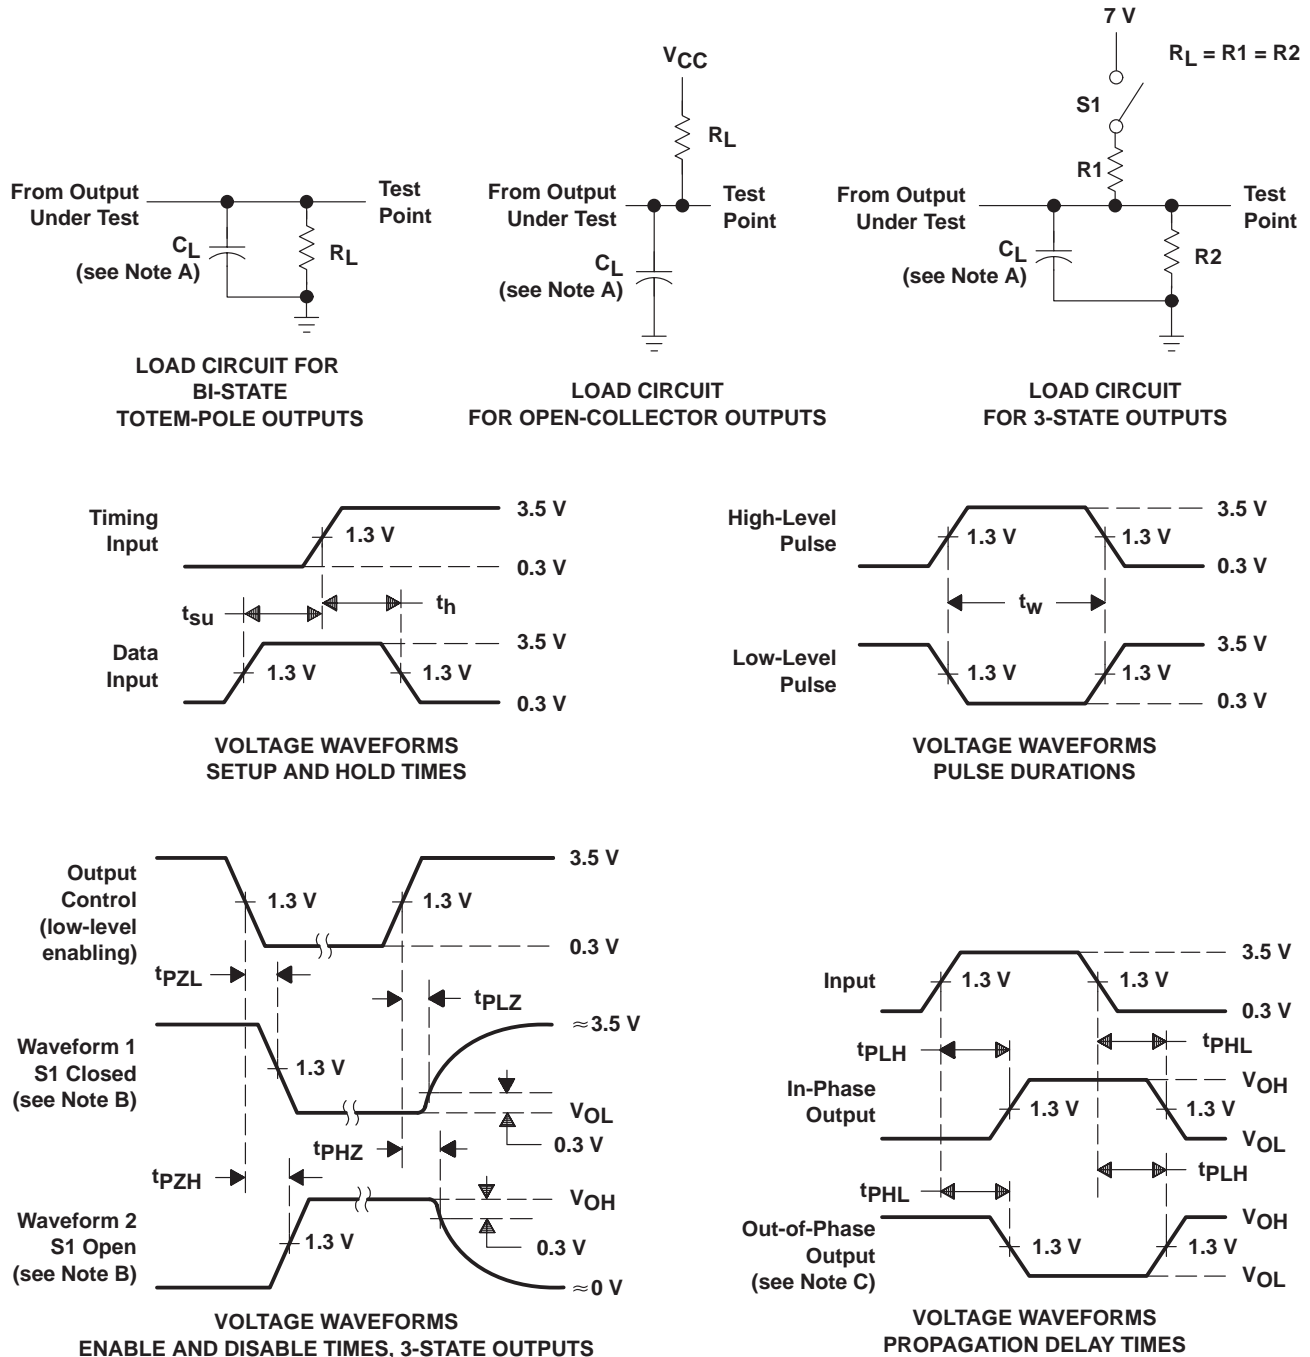 From Output
Under Test
Test
Point
CL
(see Note A)
RL
LOAD CIRCUIT FOR
BI-STATE
TOTEM-POLE OUTPUTS
VCC
RL
From Output
Under Test
Test
Point
CL
(see Note A)
LOAD CIRCUIT
FOR OPEN-COLLECTOR OUTPUTS
7 V
RL = R1 = R2
S1
R1
From Output
Under Test
Test
Point
CL
(see Note A)
R2
LOAD CIRCUIT
FOR 3-STATE OUTPUTS
Timing
Input
3.5 V
1.3 V
0.3 V
tsu
th
Data
Input
3.5 V
1.3 V
1.3 V
0.3 V
VOLTAGE WAVEFORMS
SETUP AND HOLD TIMES
High-Level
Pulse
3.5 V
1.3 V
1.3 V
0.3 V
tw
Low-Level
Pulse
3.5 V
1.3 V
1.3 V
0.3 V
VOLTAGE WAVEFORMS
PULSE DURATIONS
Output
Control
(low-level
enabling)
3.5 V
1.3 V
1.3 V
0.3 V
tPZL
tPLZ
Waveform 1
S1 Closed
(see Note B)
≈3.5 V
1.3 V
VOL
0.3 V
tPHZ
tPZH
Waveform 2
S1 Open
(see Note B)
VOH
1.3 V
0.3 V
≈0 V
VOLTAGE WAVEFORMS
ENABLE AND DISABLE TIMES, 3-STATE OUTPUTS
Input
3.5 V
1.3 V
1.3 V
0.3 V
tPLH
tPHL
In-Phase
Output
VOH
1.3 V
1.3 V
VOL
tPHL
tPLH
Out-of-Phase
Output
(see Note C)
VOH
1.3 V
1.3 V
VOL
VOLTAGE WAVEFORMS
PROPAGATION DELAY TIMES